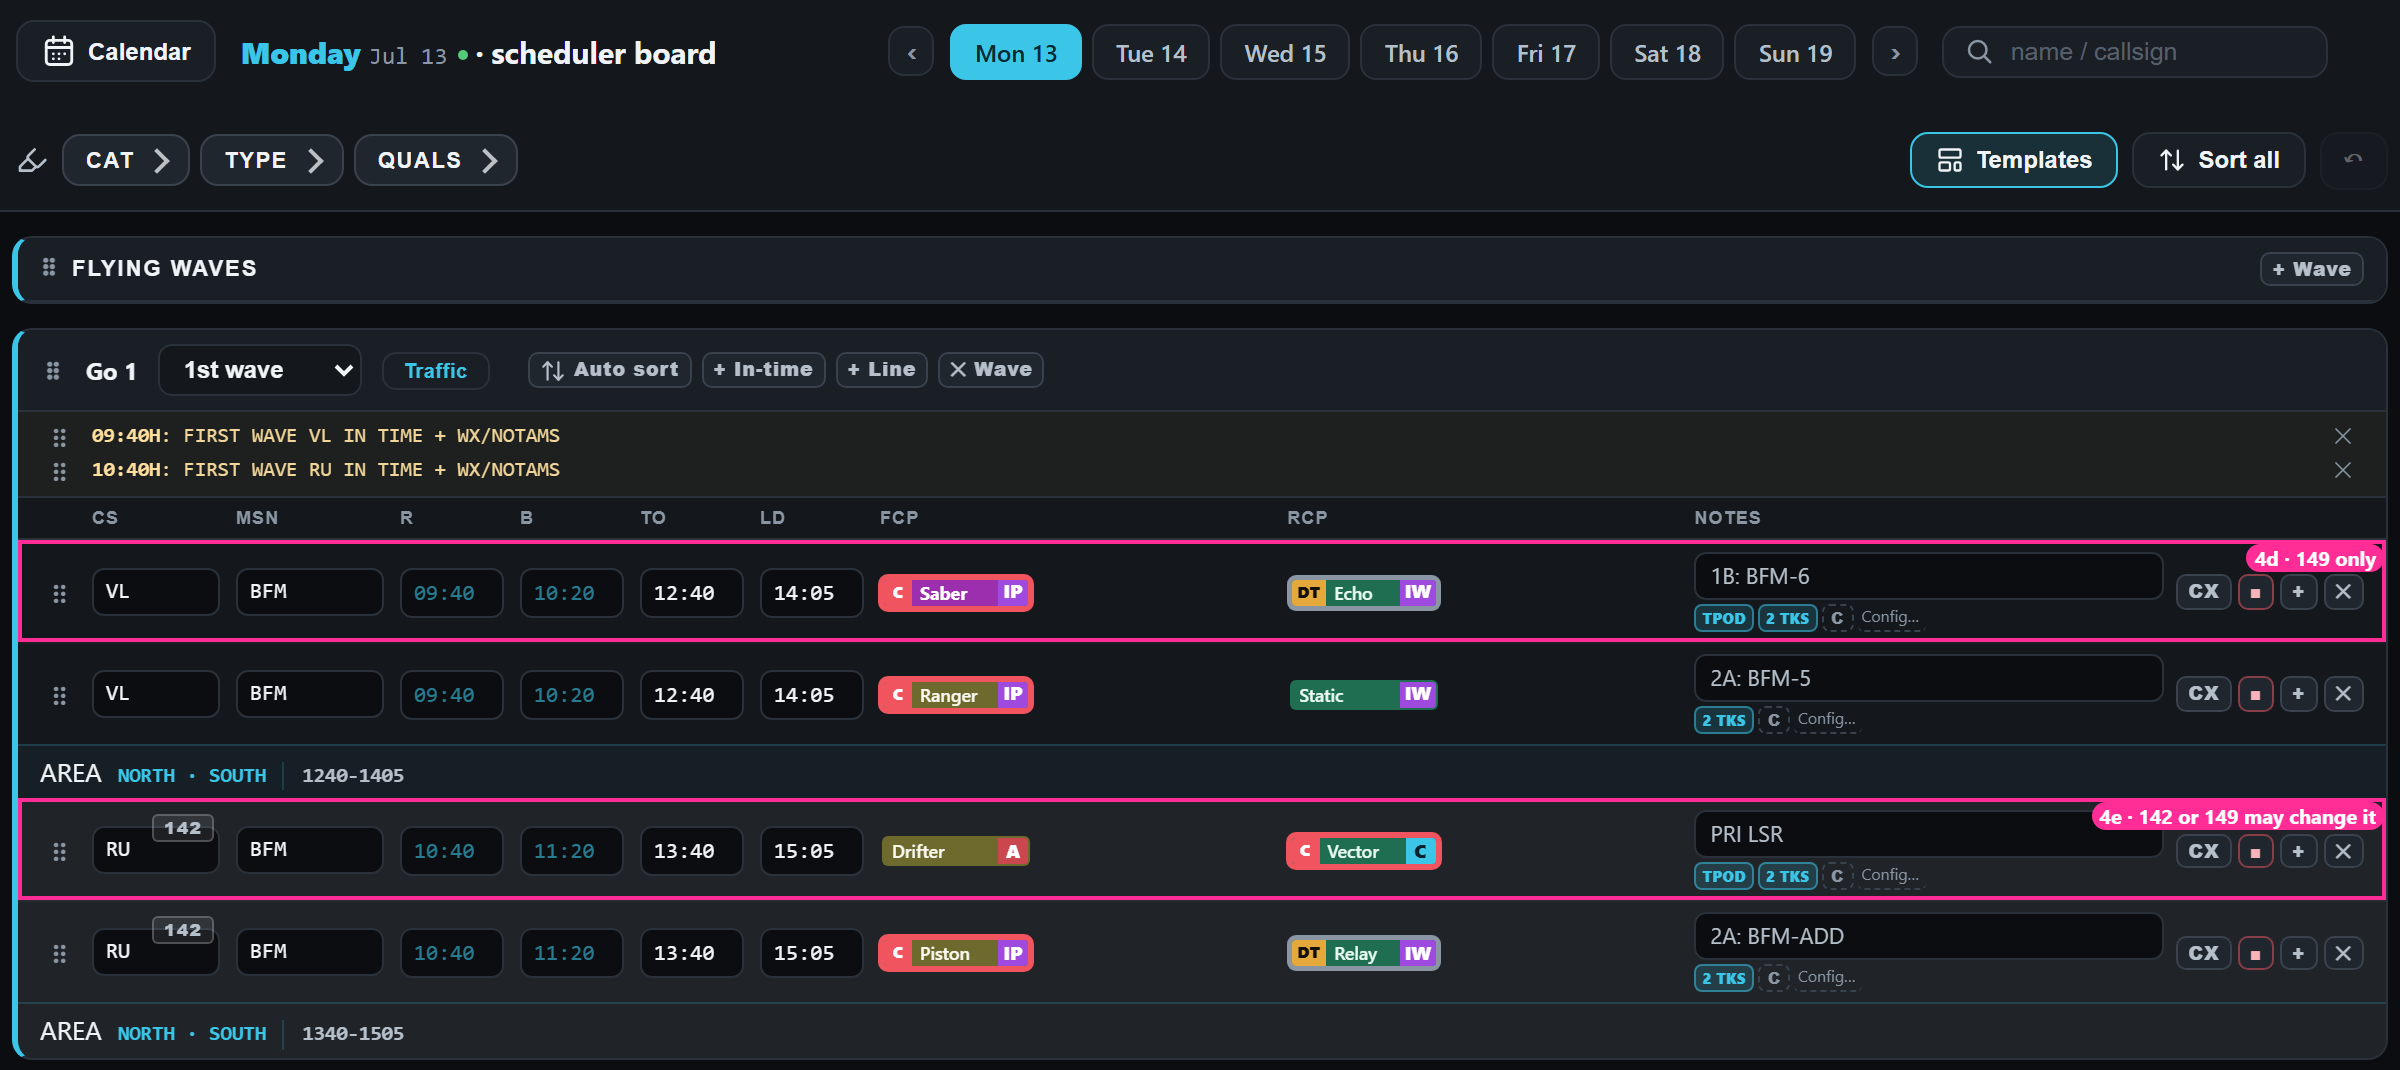 Calendar Monday Jul 13 · scheduler board ‹ Mon 13 Tue 14 Wed 15 Thu 16 Fri 17 Sat 18 Sun 19 › name / callsign
CAT TYPE QUALS Templates Sort all
FLYING WAVES + Wave
Go 1 1st wave Traffic Auto sort + In-time + Line × Wave
09:40H: FIRST WAVE VL IN TIME + WX/NOTAMS
10:40H: FIRST WAVE RU IN TIME + WX/NOTAMS
CS MSN R B TO LD FCP RCP NOTES
4d · 149 only
VL BFM 09:40 10:20 12:40 14:05 C Saber IP DT Echo IW 1B: BFM-6 CX + ×
TPOD 2 TKS C Config...
VL BFM 09:40 10:20 12:40 14:05 C Ranger IP Static IW 2A: BFM-5 CX + ×
2 TKS C Config...
AREA NORTH · SOUTH 1240-1405
4e · 142 or 149 may change it
142
RU BFM 10:40 11:20 13:40 15:05 Drifter A C Vector C PRI LSR CX + ×
TPOD 2 TKS C Config...
142
RU BFM 10:40 11:20 13:40 15:05 C Piston IP DT Relay IW 2A: BFM-ADD CX + ×
2 TKS C Config...
AREA NORTH · SOUTH 1340-1505